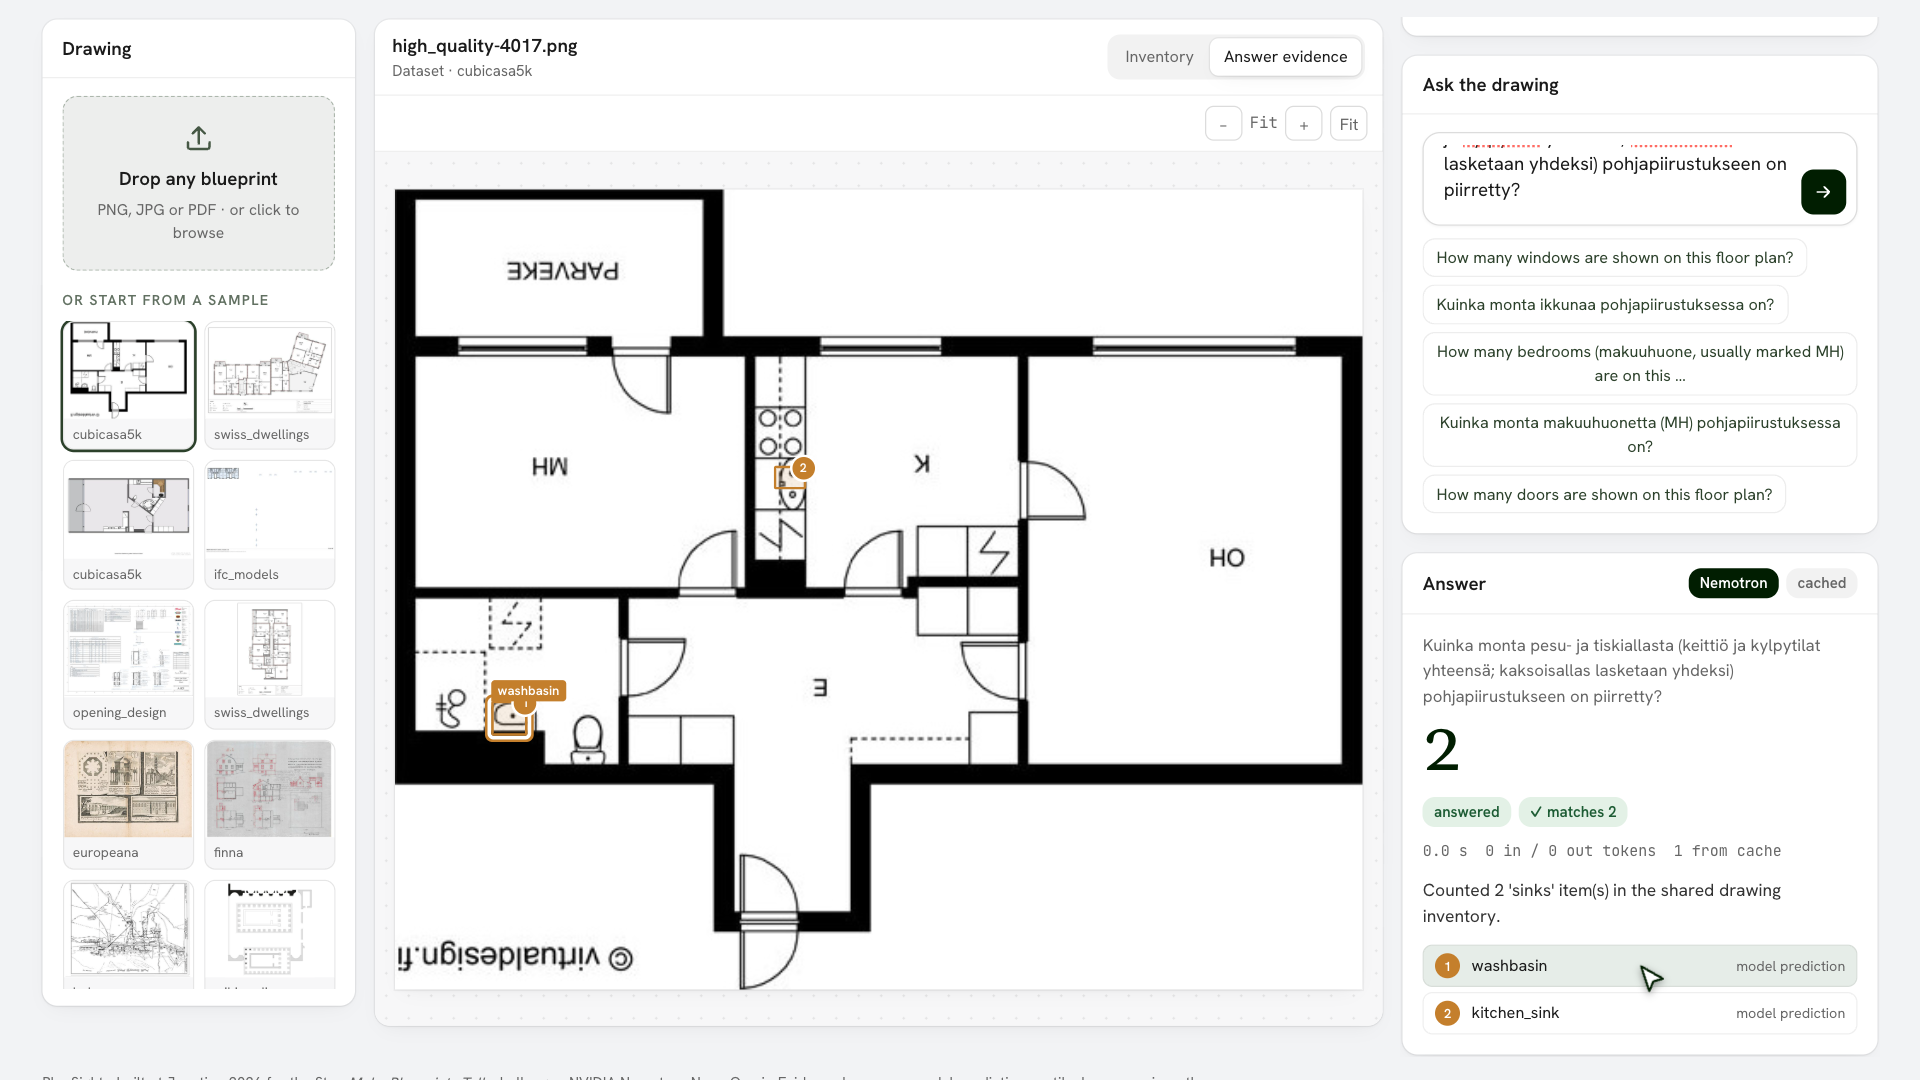 Drawing
Drop any blueprint
PNG, JPG or PDF · or click to
browse
OR START FROM A SAMPLE
cubicasa5k
swiss_dwellings
cubicasa5k
ifc_models
opening_design
swiss_dwellings
europeana
finna
high_quality-4017.png
Dataset · cubicasa5k
Inventory
Answer evidence
-
Fit
+
Fit
PARVEKE
MH
K
OH
E
2
washbasin
1
© virtualdesign.fi
Ask the drawing
lasketaan yhdeksi) pohjapiirustukseen on
piirretty?
How many windows are shown on this floor plan?
Kuinka monta ikkunaa pohjapiirustuksessa on?
How many bedrooms (makuuhuone, usually marked MH)
are on this ...
Kuinka monta makuuhuonetta (MH) pohjapiirustuksessa
on?
How many doors are shown on this floor plan?
Answer
Nemotron
cached
Kuinka monta pesu- ja tiskiallasta (keittiö ja kylpytilat
yhteensä; kaksoisallas lasketaan yhdeksi)
pohjapiirustukseen on piirretty?
2
answered
✓ matches 2
0.0 s 0 in / 0 out tokens 1 from cache
Counted 2 'sinks' item(s) in the shared drawing
inventory.
1 washbasin model prediction
2 kitchen_sink model prediction